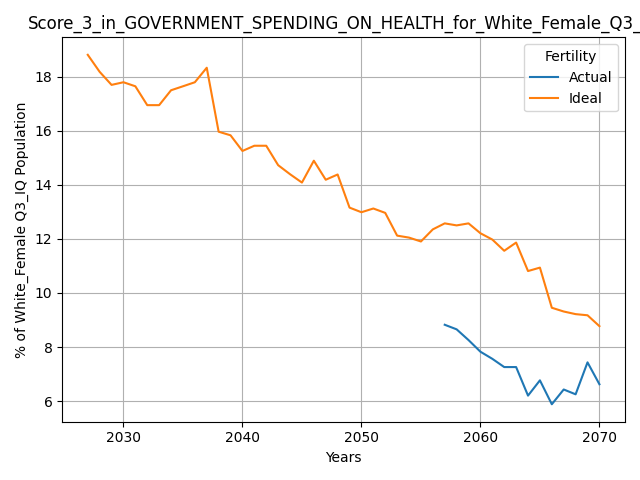 Score_3_in_GOVERNMENT_SPENDING_ON_HEALTH_for_White_Female_Q3_
Fertility
Actual
Ideal
% of White_Female Q3_IQ Population
18
16
14
12
10
8
6
2030 2040 2050 2060 2070
Years